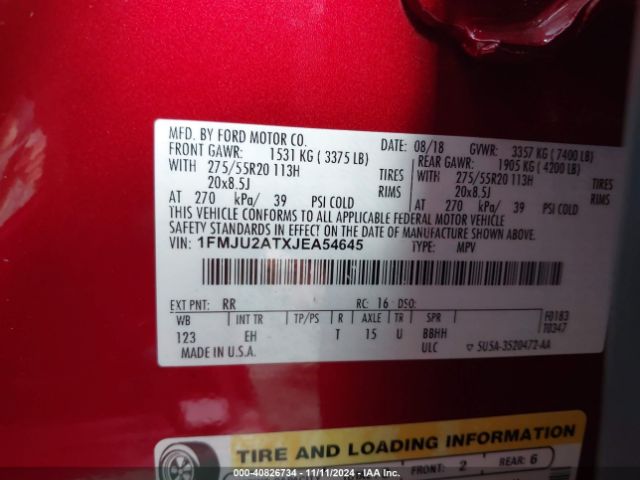 MFD. BY FORD MOTOR CO.
DATE: 08/18 GVWR: 3357 KG ( 7400 LB)
FRONT GAWR: 1531 KG ( 3375 LB) REAR GAWR: 1905 KG ( 4200 LB)
WITH 275/55R20 113H TIRES WITH 275/55R20 113H TIRES
20x8.5J RIMS 20x8.5J RIMS
AT 270 kPa/ 39 PSI COLD AT 270 kPa/ 39 PSI COLD
THIS VEHICLE CONFORMS TO ALL APPLICABLE FEDERAL MOTOR VEHICLE
SAFETY STANDARDS IN EFFECT ON THE DATE OF MANUFACTURE SHOWN ABOVE.
VIN: 1FMJU2ATXJEA54645 TYPE: MPV
EXT PNT: RR RC: 16 DSO:
WB INT TR TP/PS R AXLE TR SPR F0183
123 EH T 15 U BBHH T0347
MADE IN U.S.A. ULC 5U5A-3520472-AA
TIRE AND LOADING INFORMATION
FRONT: 2 REAR: 6
000-40826734 - 11/11/2024 - IAA Inc.